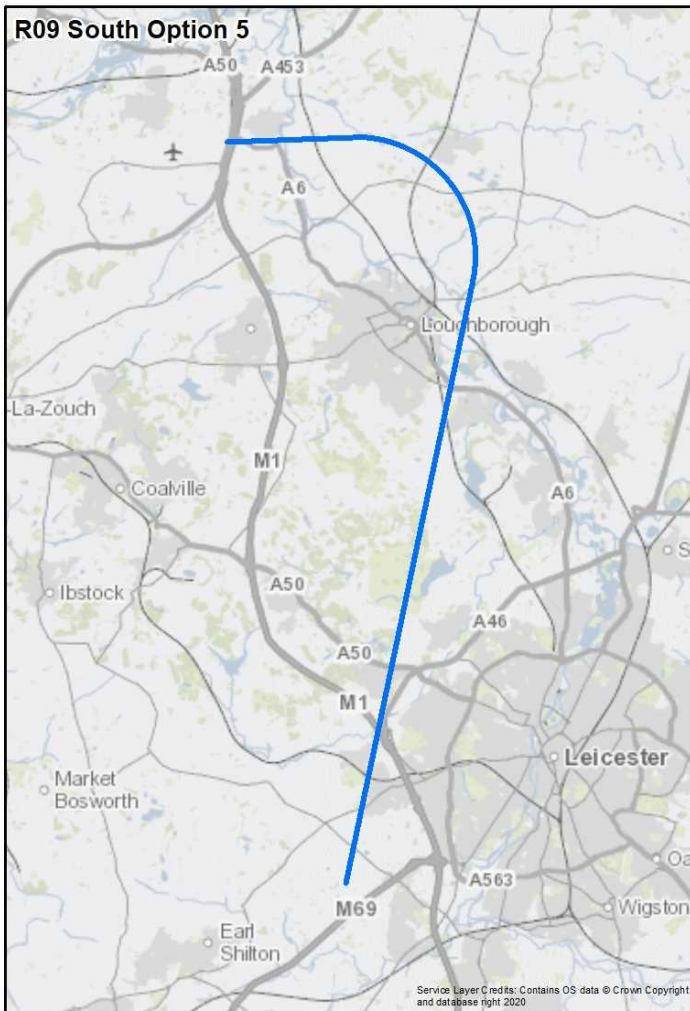 R09 South Option 5
A50
A453
A6
Loughborough
-La-Zouch
M1
Coalville
A6
S
A50
Ibstock
A46
A50
M1
Leicester
Market
Bosworth
Oa
A563
M69
Wigston
Earl
Shilton
Service Layer Credits: Contains OS data © Crown Copyright
and database right 2020